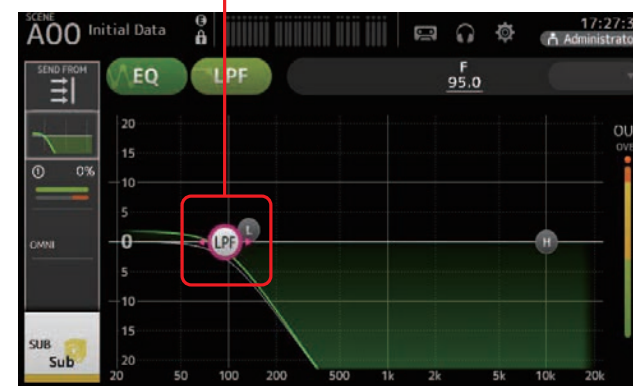 SCENE
A00 Initial Data
17:27:3
Administrato
SEND FROM
EQ
LPF
F
95.0
OU
OVE
0%
OMNI
SUB
Sub
20
15
10
5
0
5
10
15
20
LPF
L
H
20 50 100 200 500 1k 2k 5k 10k 20k